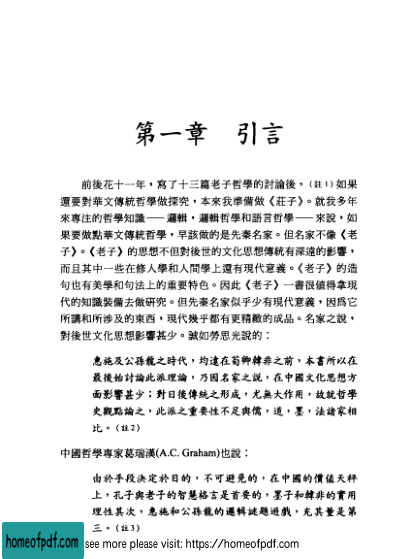 第一章　引言
前後花十一年，寫了十三篇老子哲學的討論後，(註1)如果
還要對華文傳統哲學做探究，本來我準備做《莊子》。就我多年
來專注的哲學知識——邏輯，邏輯哲學和語言哲學——來說，如
果要做點華文傳統哲學，早該做的是先秦名家。但名家不像《老
子》。《老子》的思想不但對後世的文化思想傳統有深遠的影響，
而且其中一些在修人學和人間學上還有現代意義。《老子》的造
句也有美學和句法上的重要特色。因此《老子》一書很值得拿現
代的知識裝備去做研究。但先秦名家似乎少有現代意義，因爲它
所講和所涉及的東西，現代幾乎都有更精緻的成品。名家之說，
對後世文化思想影響甚少。誠如勞思光說的：
惠施及公孫龍之時代，均遠在荀卿韓非之前，本書所以在
最後始討論此派理論，乃因名家之說，在中國文化思想方
面影響甚少；對日後傳統之形成，尤無大作用，故就哲學
史觀點論之，此派之重要性不足與儒，道，墨，法諸家相
比。(註2)
中國哲學專家葛瑞漢(A.C. Graham)也說：
由於手段決定於目的，不可避免的，在中國的價值天秤
上，孔子與老子的智慧格言是首要的，墨子和韓非的實用
理性其次，惠施和公孫龍的邏輯謎題遊戲，充其量是第
三。(註3)
homeofpdf.com
see more please visit: https://homeofpdf.com